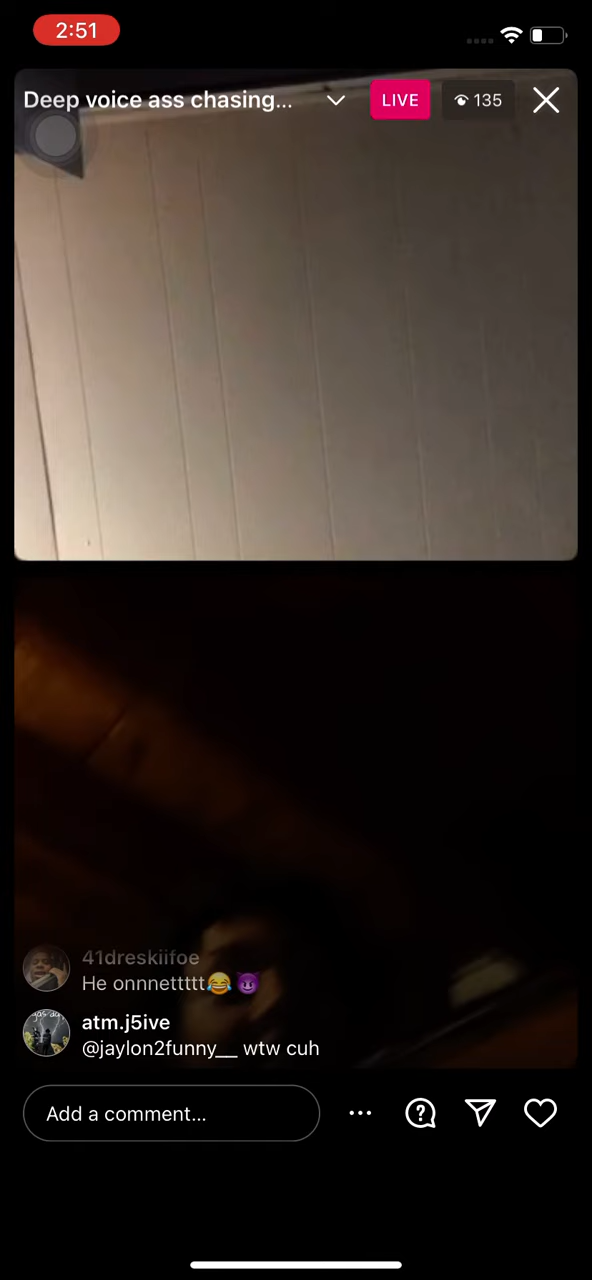 2:51
Deep voice ass chasing...
LIVE
135
41dreskiifoe
He onnnettttt😂😈
atm.j5ive
@jaylon2funny__ wtw cuh
Add a comment...